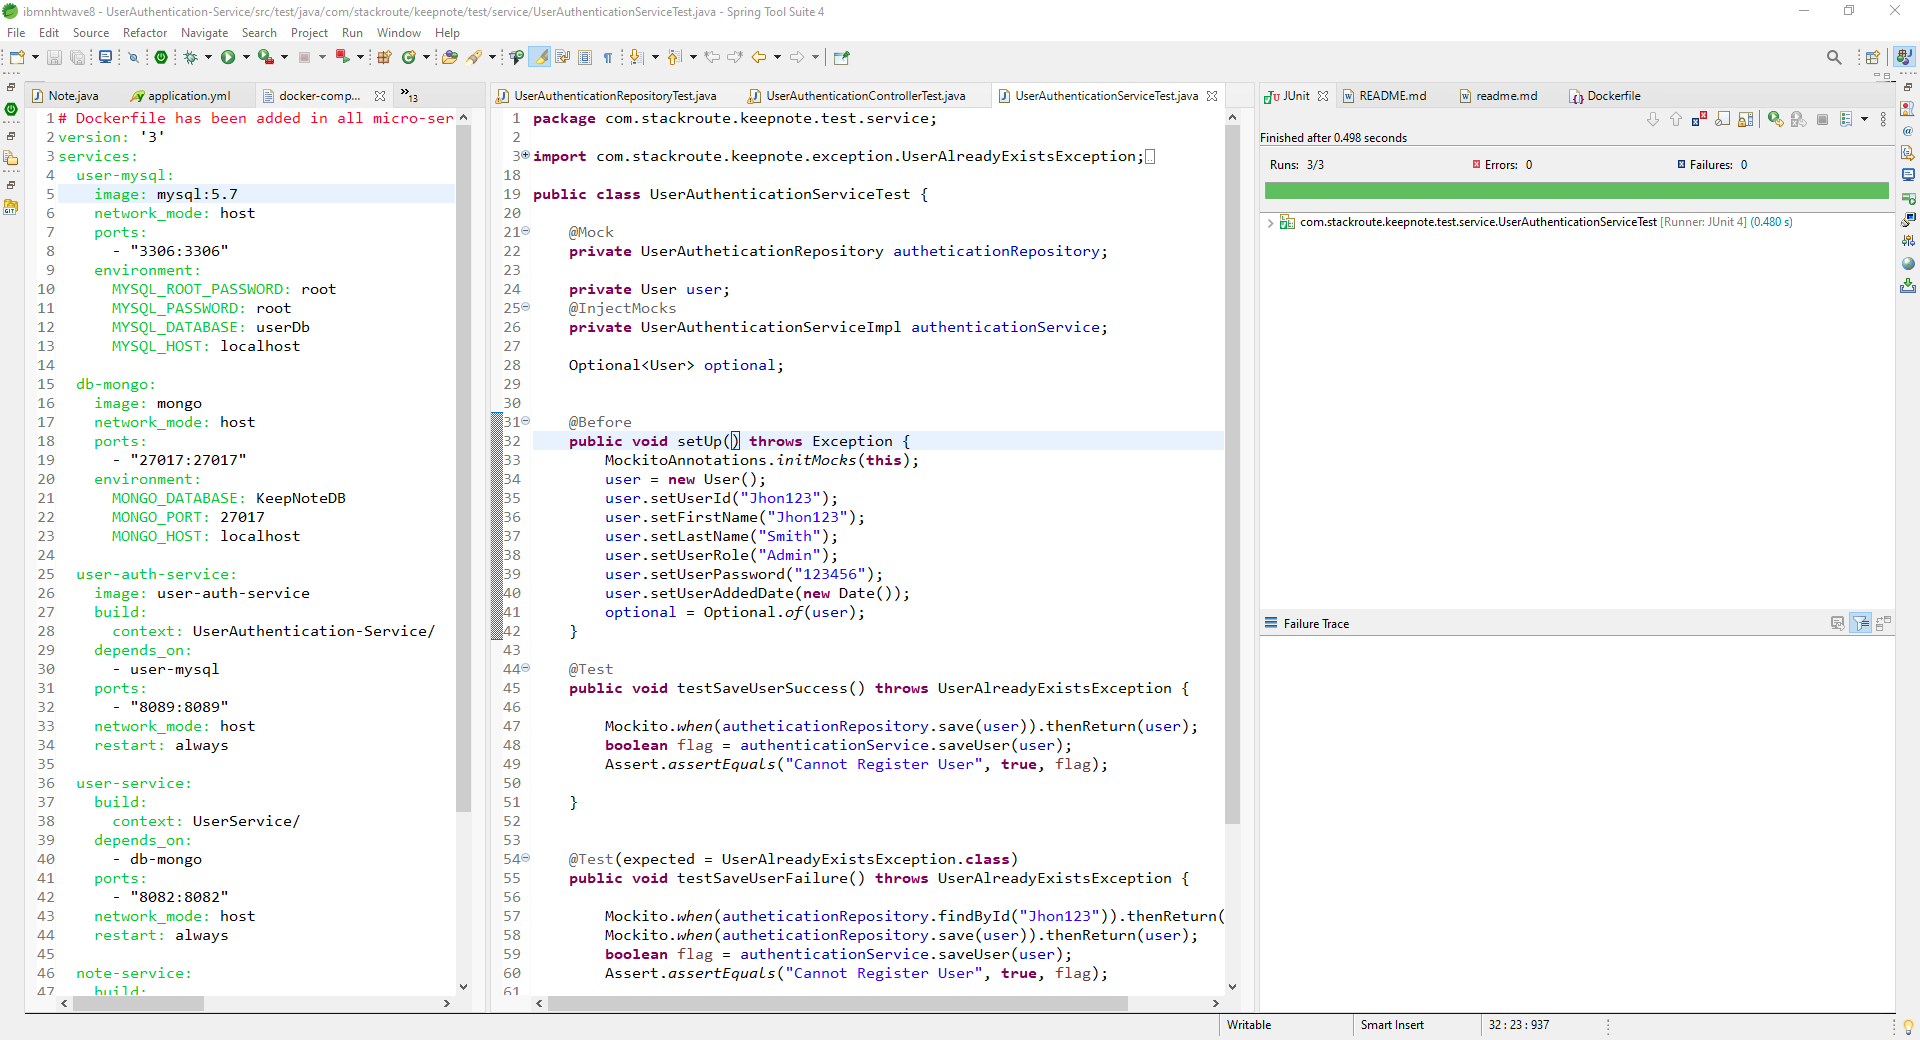 ibmnhtwave8 - UserAuthentication-Service/src/test/java/com/stackroute/keepnote/test/service/UserAuthenticationServiceTest.java - Spring Tool Suite 4
File Edit Source Refactor Navigate Search Project Run Window Help
Note.java application.yml docker-comp... »13
1 # Dockerfile has been added in all micro-ser
2 version: '3'
3 services:
4 user-mysql:
5 image: mysql:5.7
6 network_mode: host
7 ports:
8 - "3306:3306"
9 environment:
10 MYSQL_ROOT_PASSWORD: root
11 MYSQL_PASSWORD: root
12 MYSQL_DATABASE: userDb
13 MYSQL_HOST: localhost
14
15 db-mongo:
16 image: mongo
17 network_mode: host
18 ports:
19 - "27017:27017"
20 environment:
21 MONGO_DATABASE: KeepNoteDB
22 MONGO_PORT: 27017
23 MONGO_HOST: localhost
24
25 user-auth-service:
26 image: user-auth-service
27 build:
28 context: UserAuthentication-Service/
29 depends_on:
30 - user-mysql
31 ports:
32 - "8089:8089"
33 network_mode: host
34 restart: always
35
36 user-service:
37 build:
38 context: UserService/
39 depends_on:
40 - db-mongo
41 ports:
42 - "8082:8082"
43 network_mode: host
44 restart: always
45
46 note-service:
47 build:
UserAuthenticationRepositoryTest.java UserAuthenticationControllerTest.java UserAuthenticationServiceTest.java
1 package com.stackroute.keepnote.test.service;
2
3 import com.stackroute.keepnote.exception.UserAlreadyExistsException;
18
19 public class UserAuthenticationServiceTest {
20
21 @Mock
22 private UserAutheticationRepository autheticationRepository;
23
24 private User user;
25 @InjectMocks
26 private UserAuthenticationServiceImpl authenticationService;
27
28 Optional<User> optional;
29
30
31 @Before
32 public void setUp() throws Exception {
33 MockitoAnnotations.initMocks(this);
34 user = new User();
35 user.setUserId("Jhon123");
36 user.setFirstName("Jhon123");
37 user.setLastName("Smith");
38 user.setUserRole("Admin");
39 user.setUserPassword("123456");
40 user.setUserAddedDate(new Date());
41 optional = Optional.of(user);
42 }
43
44 @Test
45 public void testSaveUserSuccess() throws UserAlreadyExistsException {
46
47 Mockito.when(autheticationRepository.save(user)).thenReturn(user);
48 boolean flag = authenticationService.saveUser(user);
49 Assert.assertEquals("Cannot Register User", true, flag);
50
51 }
52
53
54 @Test(expected = UserAlreadyExistsException.class)
55 public void testSaveUserFailure() throws UserAlreadyExistsException {
56
57 Mockito.when(autheticationRepository.findById("Jhon123")).thenReturn(
58 Mockito.when(autheticationRepository.save(user)).thenReturn(user);
59 boolean flag = authenticationService.saveUser(user);
60 Assert.assertEquals("Cannot Register User", true, flag);
61
JUnit README.md readme.md Dockerfile
Finished after 0.498 seconds
Runs: 3/3 Errors: 0 Failures: 0
com.stackroute.keepnote.test.service.UserAuthenticationServiceTest [Runner: JUnit 4] (0.480 s)
Failure Trace
Writable Smart Insert 32 : 23 : 937